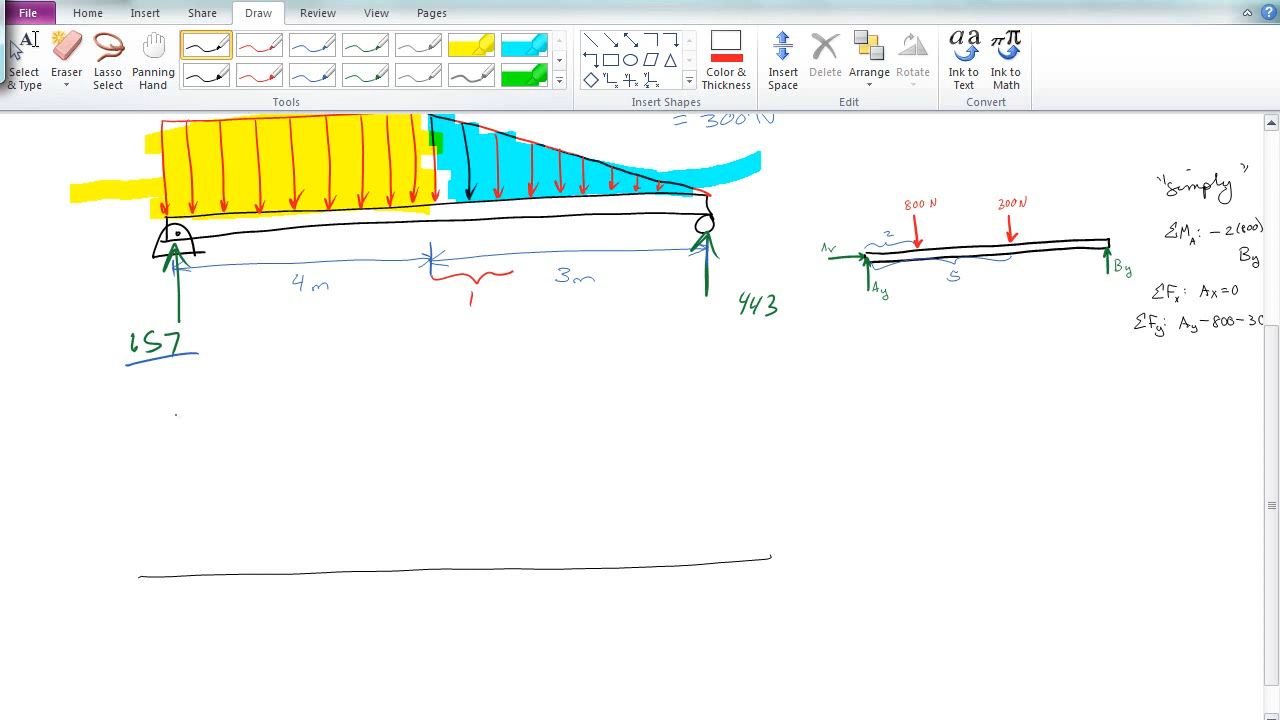 File Home Insert Share Draw Review View Pages
Select & Type
Eraser
Lasso Select
Panning Hand
Color & Thickness
Insert Space
Delete
Arrange
Rotate
Ink to Text
Ink to Math
Tools
Insert Shapes
Edit
Convert
= 300 N
4 m
3m
1
157
443
"simply"
800 N
300 N
2
5
Ay
By
ΣM_A: -2(800)
By
ΣFx: Ax=0
ΣFy: Ay-800-30